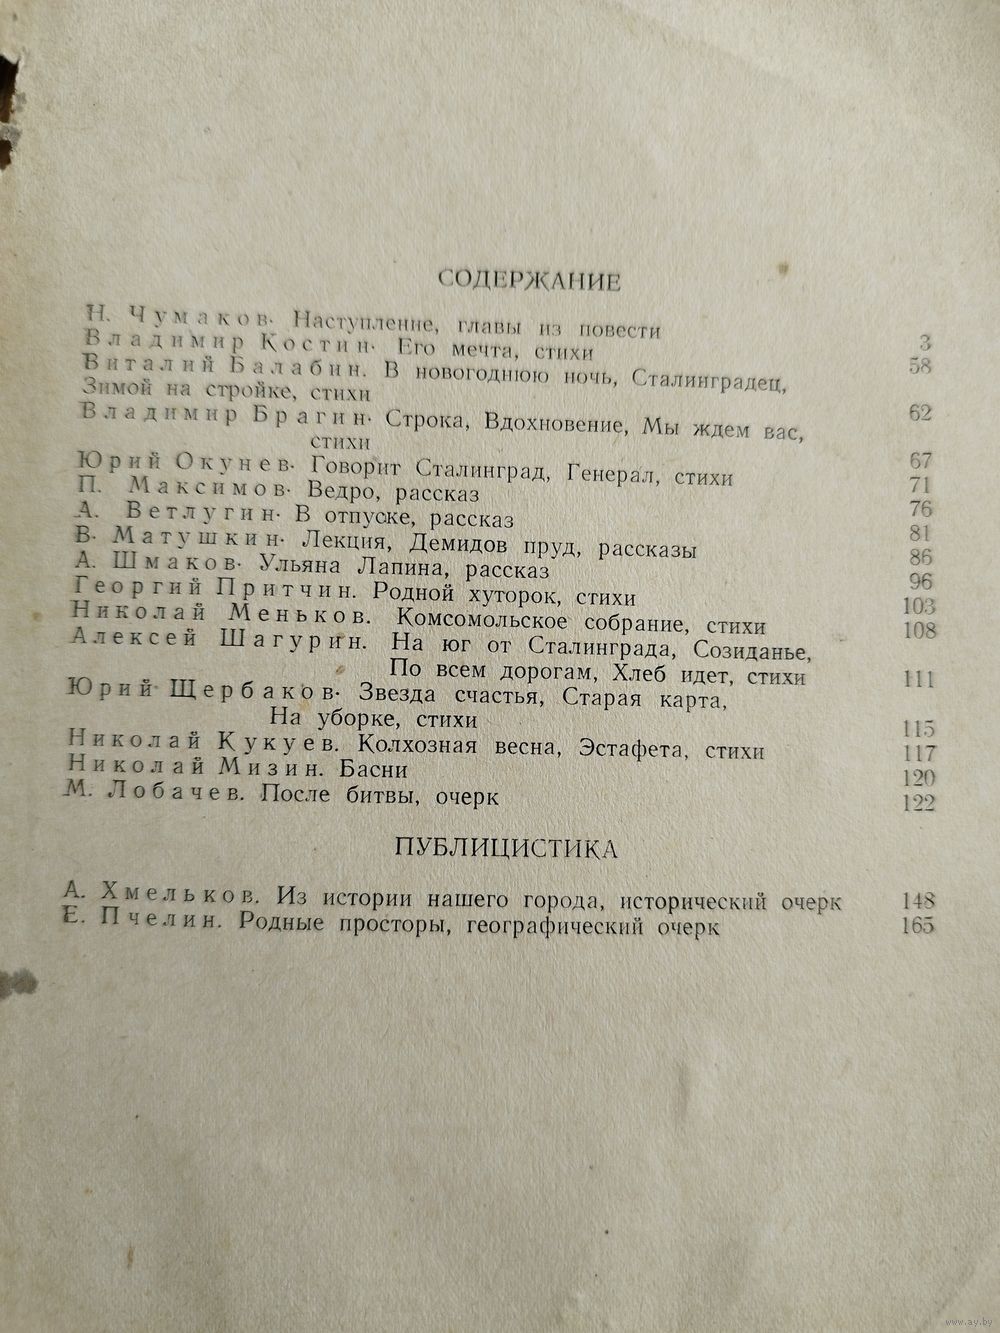 СОДЕРЖАНИЕ
Н. Чумаков. Наступление, главы из повести 3
Владимир Костин. Его мечта, стихи 58
Виталий Балабин. В новогоднюю ночь, Сталинградец,
Зимой на стройке, стихи 62
Владимир Брагин. Строка, Вдохновение, Мы ждем вас,
стихи 67
Юрий Окунев. Говорит Сталинград, Генерал, стихи 71
П. Максимов. Ведро, рассказ 76
А. Ветлугин. В отпуске, рассказ 81
В. Матушкин. Лекция, Демидов пруд, рассказы 86
А. Шмаков. Ульяна Лапина, рассказ 96
Георгий Притчин. Родной хуторок, стихи 103
Николай Меньков. Комсомольское собрание, стихи 108
Алексей Шагурин. На юг от Сталинграда, Созиданье,
По всем дорогам, Хлеб идет, стихи 111
Юрий Щербаков. Звезда счастья, Старая карта,
На уборке, стихи 115
Николай Кукуев. Колхозная весна, Эстафета, стихи 117
Николай Мизин. Басни 120
М. Лобачев. После битвы, очерк 122
ПУБЛИЦИСТИКА
А. Хмельков. Из истории нашего города, исторический очерк 148
Е. Пчелин. Родные просторы, географический очерк 165
www.ay.by